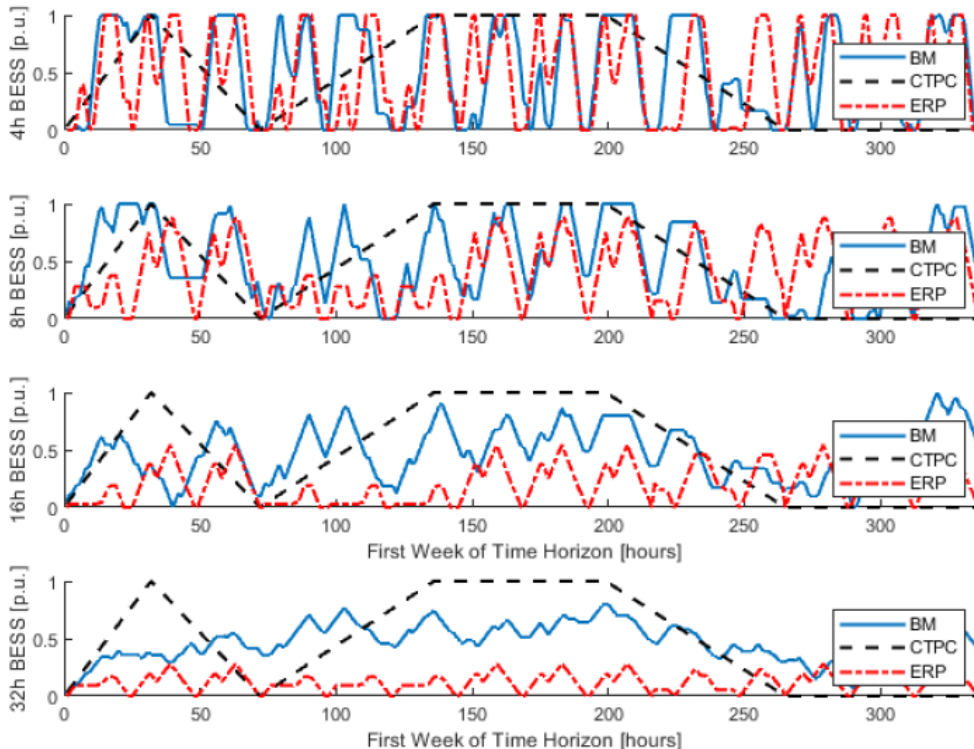 4h BESS [p.u.]
1
0.5
0
0 50 100 150 200 250 300
BM
CTPC
ERP
8h BESS [p.u.]
1
0.5
0
0 50 100 150 200 250 300
BM
CTPC
ERP
16h BESS [p.u.]
1
0.5
0
0 50 100 150 200 250 300
BM
CTPC
ERP
First Week of Time Horizon [hours]
32h BESS [p.u.]
1
0.5
0
0 50 100 150 200 250 300
BM
CTPC
ERP
First Week of Time Horizon [hours]